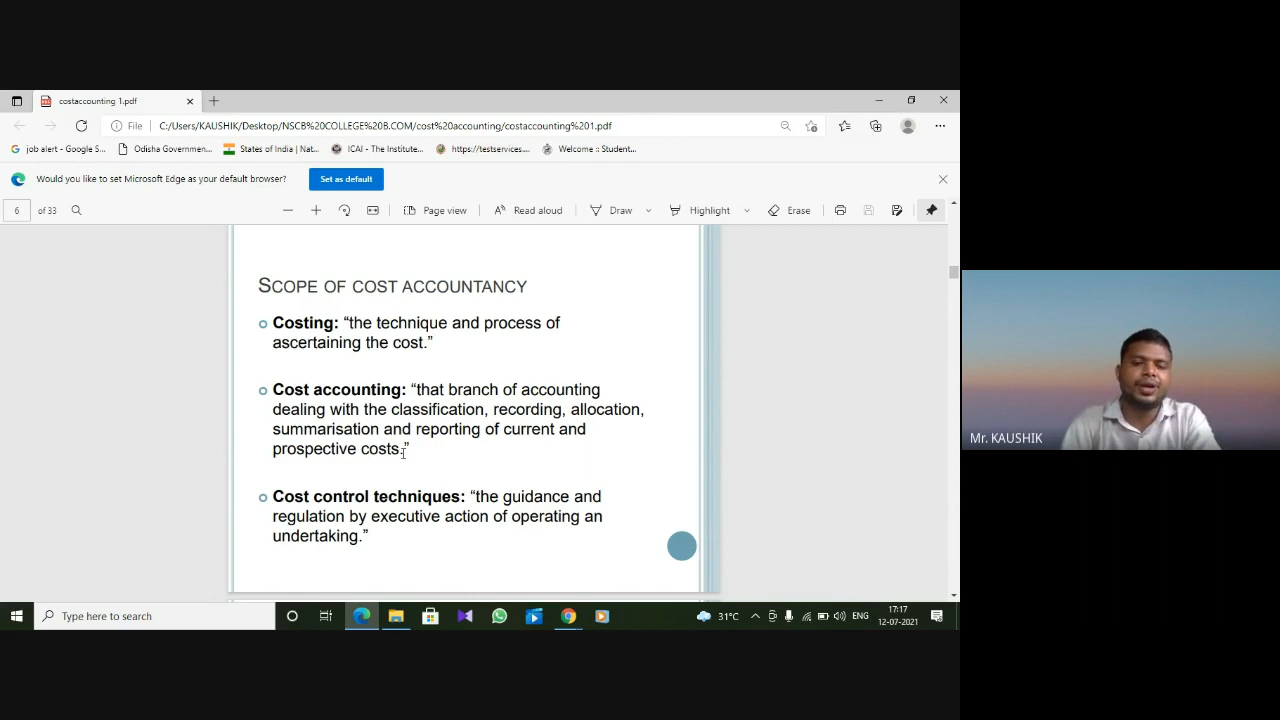 costaccounting 1.pdf
File
C:/Users/KAUSHIK/Desktop/NSCB%20COLLEGE%20B.COM/cost%20accounting/costaccounting%201.pdf
job alert - Google S...
Odisha Governmen...
States of India | Nat...
ICAI - The Institute...
https://testservices....
Welcome :: Student...
Would you like to set Microsoft Edge as your default browser?
Set as default
6 of 33
Page view
Read aloud
Draw
Highlight
Erase
SCOPE OF COST ACCOUNTANCY
Costing: “the technique and process of
ascertaining the cost.”
Cost accounting: “that branch of accounting
dealing with the classification, recording, allocation,
summarisation and reporting of current and
prospective costs.”
Cost control techniques: “the guidance and
regulation by executive action of operating an
undertaking.”
Mr. KAUSHIK
Type here to search
31°C
ENG
17:17
12-07-2021